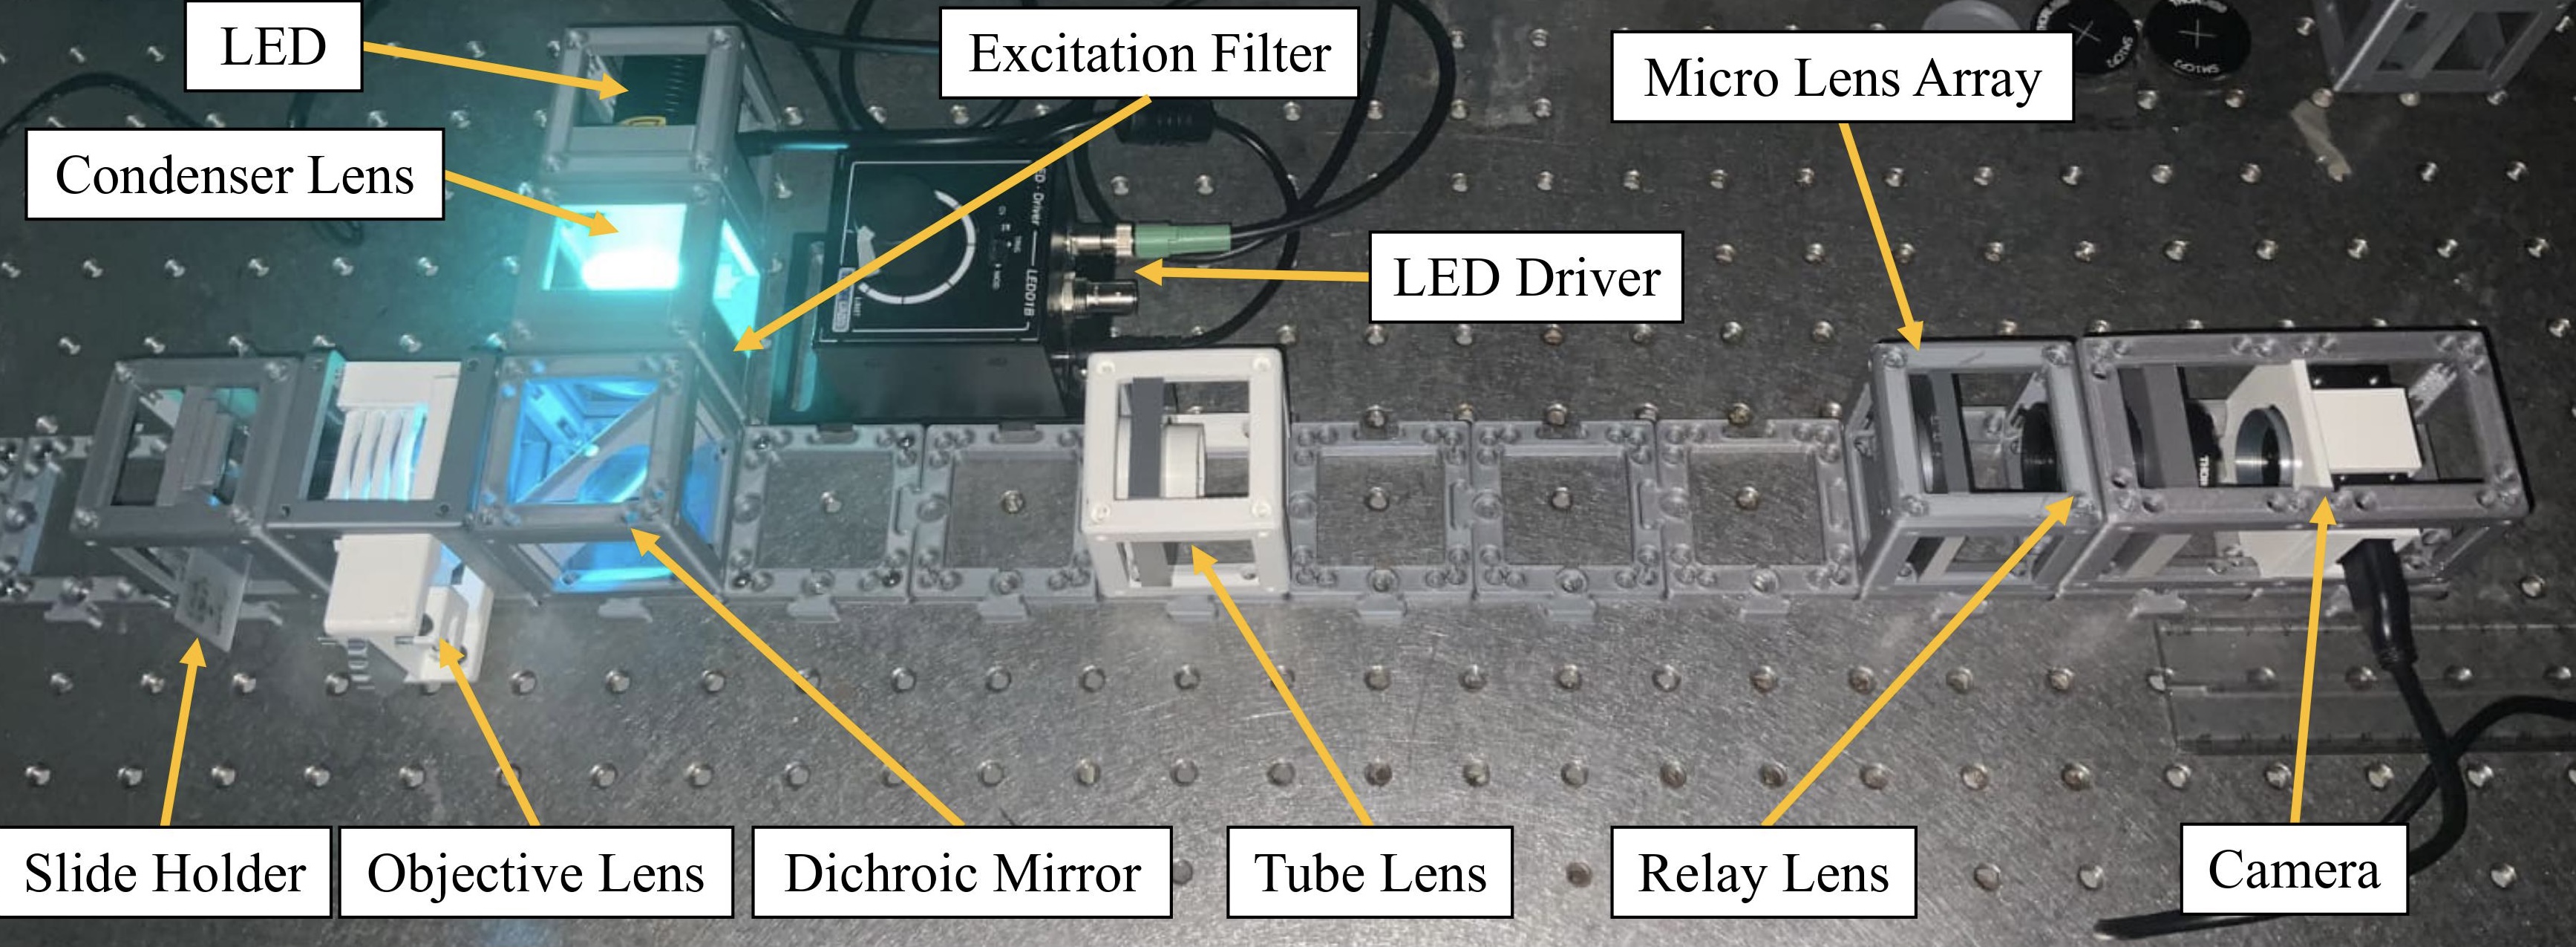 LED
Excitation Filter
Micro Lens Array
Condenser Lens
LED Driver
LED-Driver
LED01B
Slide Holder
Objective Lens
Dichroic Mirror
Tube Lens
Relay Lens
Camera